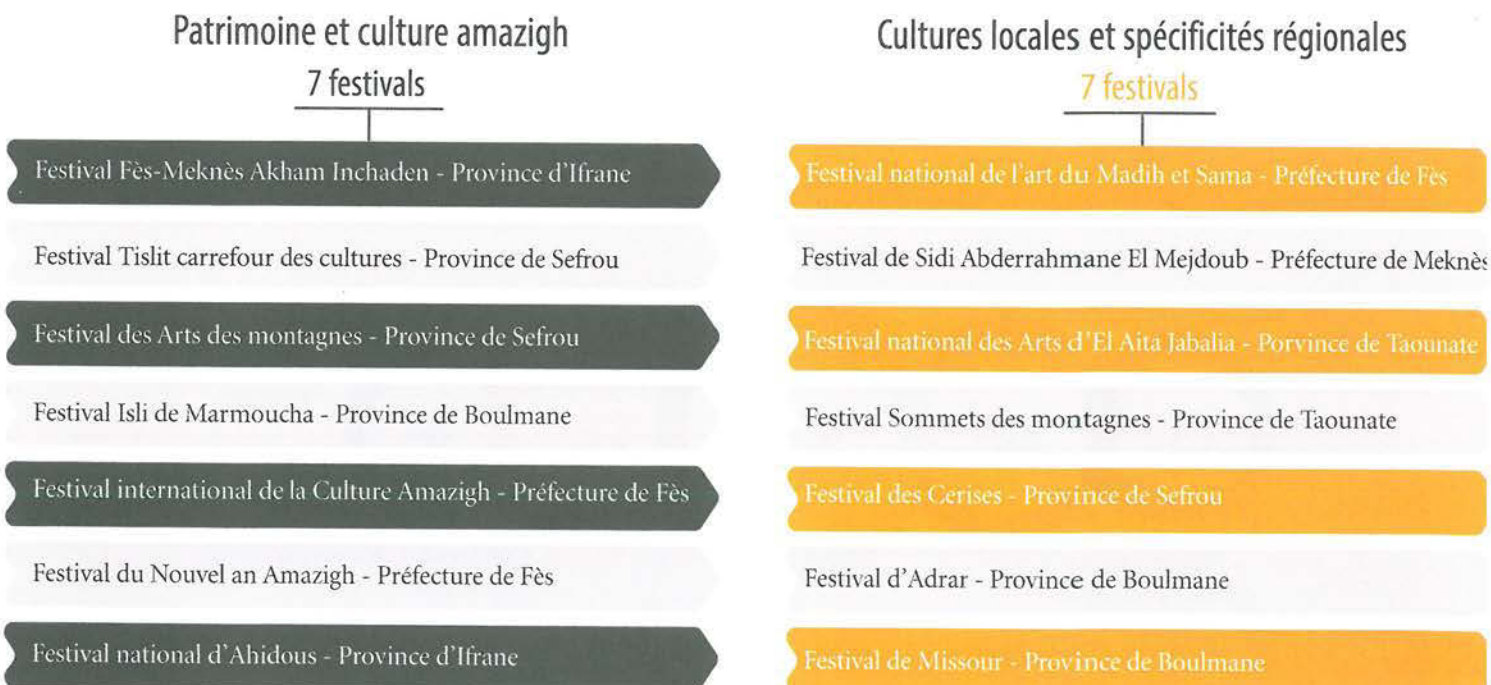 Patrimoine et culture amazigh
7 festivals
Festival Fès-Meknès Akham Inchaden - Province d'Ifrane
Festival Tislit carrefour des cultures - Province de Sefrou
Festival des Arts des montagnes - Province de Sefrou
Festival Isli de Marmoucha - Province de Boulmane
Festival international de la Culture Amazigh - Préfecture de Fès
Festival du Nouvel an Amazigh - Préfecture de Fès
Festival national d'Ahidous - Province d'Ifrane
Cultures locales et spécificités régionales
7 festivals
Festival national de l'art du Madih et Sama - Préfecture de Fès
Festival de Sidi Abderrahmane El Mejdoub - Préfecture de Meknès
Festival national des Arts d'El Aita Jabalia - Porvince de Taounate
Festival Sommets des montagnes - Province de Taounate
Festival des Cerises - Province de Sefrou
Festival d'Adrar - Province de Boulmane
Festival de Missour - Province de Boulmane